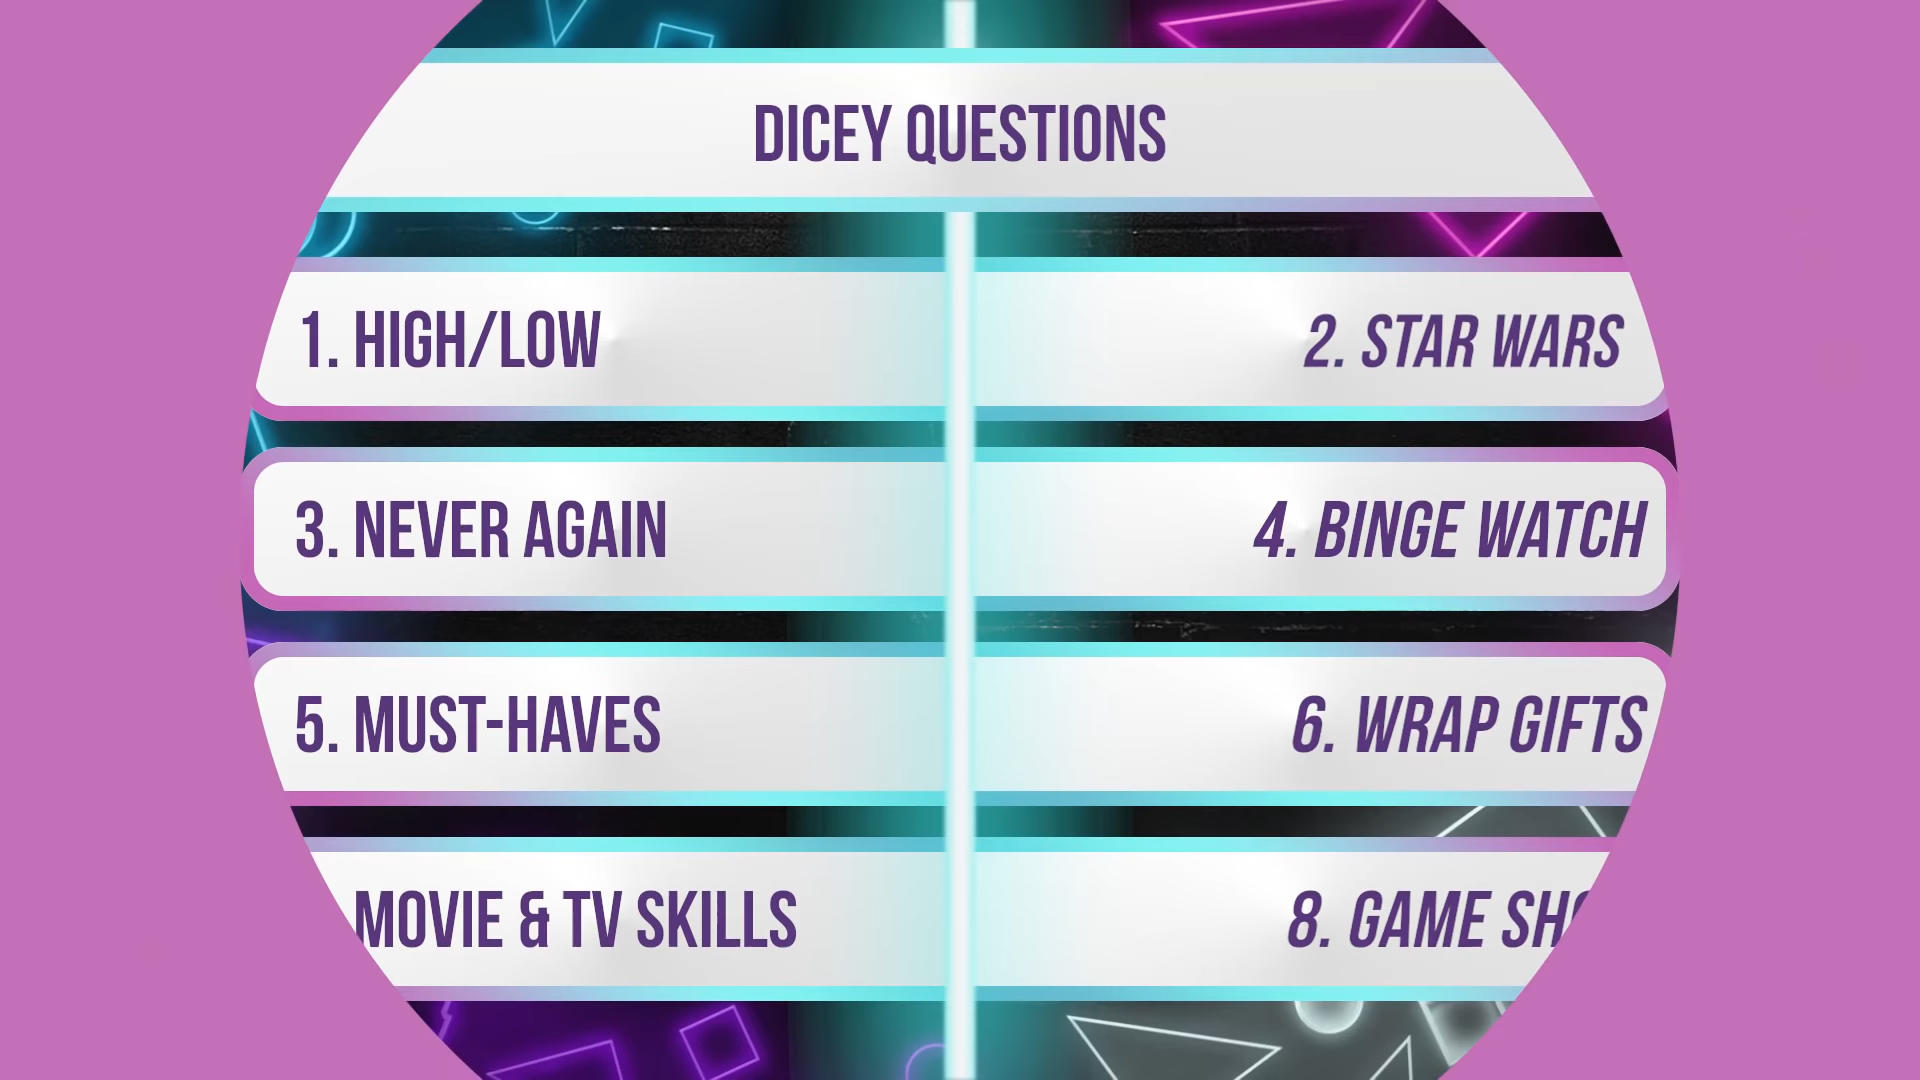 DICEY QUESTIONS
1. HIGH/LOW
2. STAR WARS
3. NEVER AGAIN
4. BINGE WATCH
5. MUST-HAVES
6. WRAP GIFTS
MOVIE & TV SKILLS
8. GAME